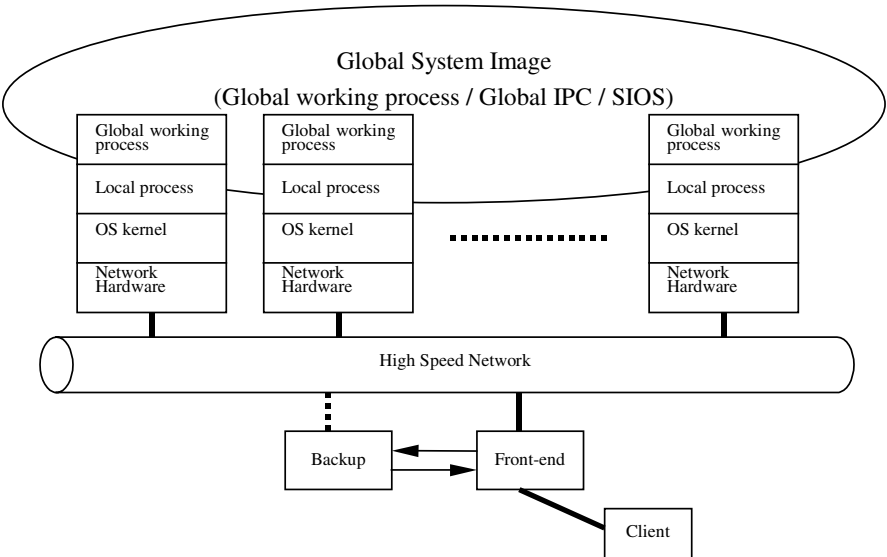 Global System Image
(Global working process / Global IPC / SIOS)
Global working
process
Local process
OS kernel
Network
Hardware
Global working
process
Local process
OS kernel
Network
Hardware
Global working
process
Local process
OS kernel
Network
Hardware
High Speed Network
Backup
Front-end
Client